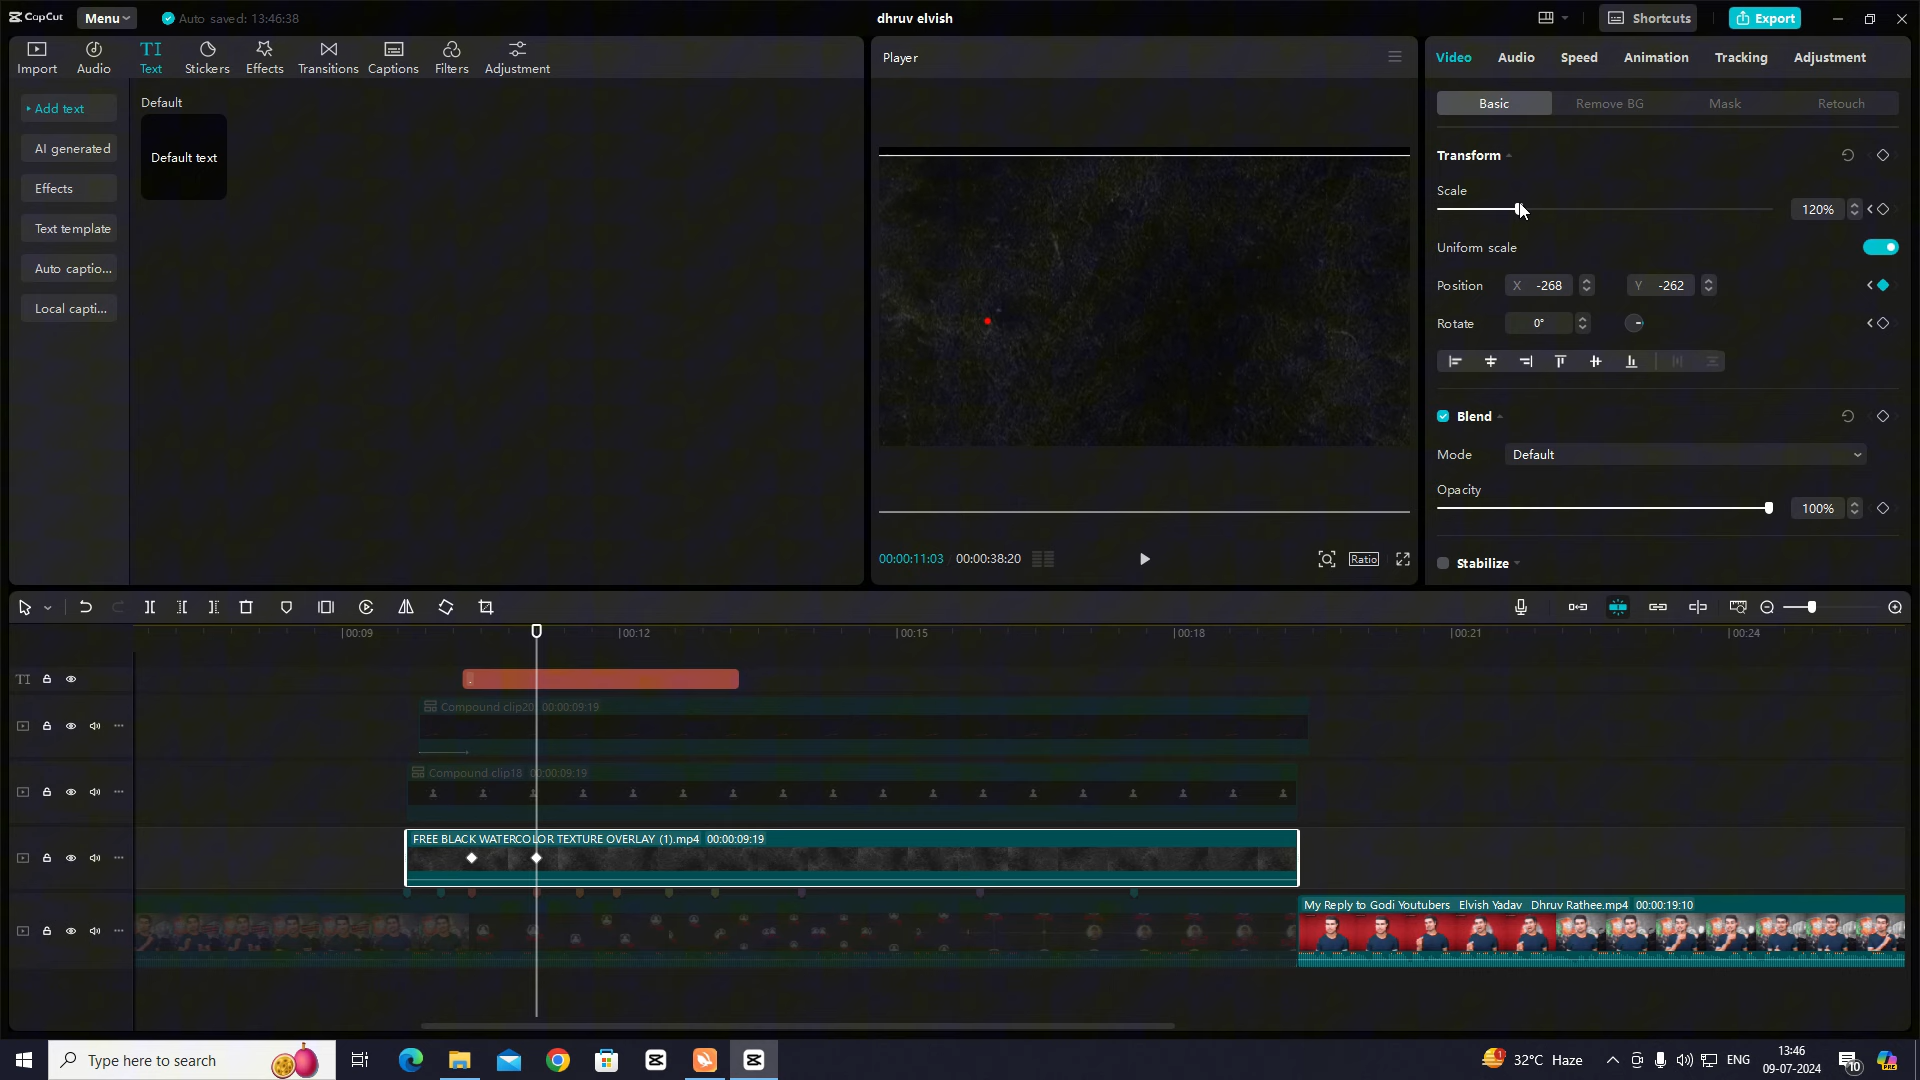 CapCut
Menu
Auto saved: 13:46:38
dhruv elvish
Shortcuts
Export
Import
Audio
TI
Text
Stickers
Effects
Transitions
Captions
Filters
Adjustment
Player
Video
Audio
Speed
Animation
Tracking
Adjustment
Add text
AI generated
Effects
Text template
Auto captio...
Local capti...
Default
Default text
Basic
Remove BG
Mask
Retouch
Transform
Scale
120%
Uniform scale
Position X -268 Y -262
Rotate 0°
Blend
Mode Default
Opacity
100%
Stabilize
00:00:11:03 00:00:38:20
Ratio
00:09
00:12
00:15
00:18
00:21
00:24
TI
Compound clip20 00:00:09:19
Compound clip18 00:00:09:19
FREE BLACK WATERCOLOR TEXTURE OVERLAY (1).mp4 00:00:09:19
My Reply to Godi Youtubers Elvish Yadav Dhruv Rathee.mp4 00:00:19:10
Type here to search
1
32°C Haze
ENG
13:46
09-07-2024
10
PRE